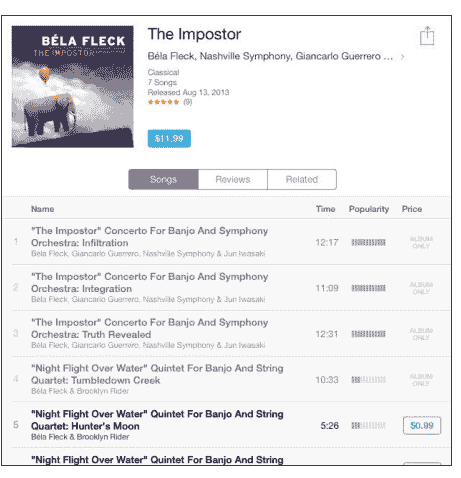 BÉLA FLECK
THE IMPOSTOR
The Impostor
Béla Fleck, Nashville Symphony, Giancarlo Guerrero ... >
Classical
7 Songs
Released Aug 13, 2013
★★★★★ (9)
$11.99
Songs Reviews Related
Name Time Popularity Price
1 "The Impostor" Concerto For Banjo And Symphony
Orchestra: Infiltration 12:17 ALBUM ONLY
Béla Fleck, Giancarlo Guerrero, Nashville Symphony & Jun Iwasaki
2 "The Impostor" Concerto For Banjo And Symphony
Orchestra: Integration 11:09 ALBUM ONLY
Béla Fleck, Giancarlo Guerrero, Nashville Symphony & Jun Iwasaki
3 "The Impostor" Concerto For Banjo And Symphony
Orchestra: Truth Revealed 12:31 ALBUM ONLY
Béla Fleck, Giancarlo Guerrero, Nashville Symphony & Jun Iwasaki
4 "Night Flight Over Water" Quintet For Banjo And String
Quartet: Tumbledown Creek 10:33 ALBUM ONLY
Béla Fleck & Brooklyn Rider
5 "Night Flight Over Water" Quintet For Banjo And String
Quartet: Hunter's Moon 5:26 $0.99
Béla Fleck & Brooklyn Rider
"Night Flight Over Water" Quintet For Banjo And String